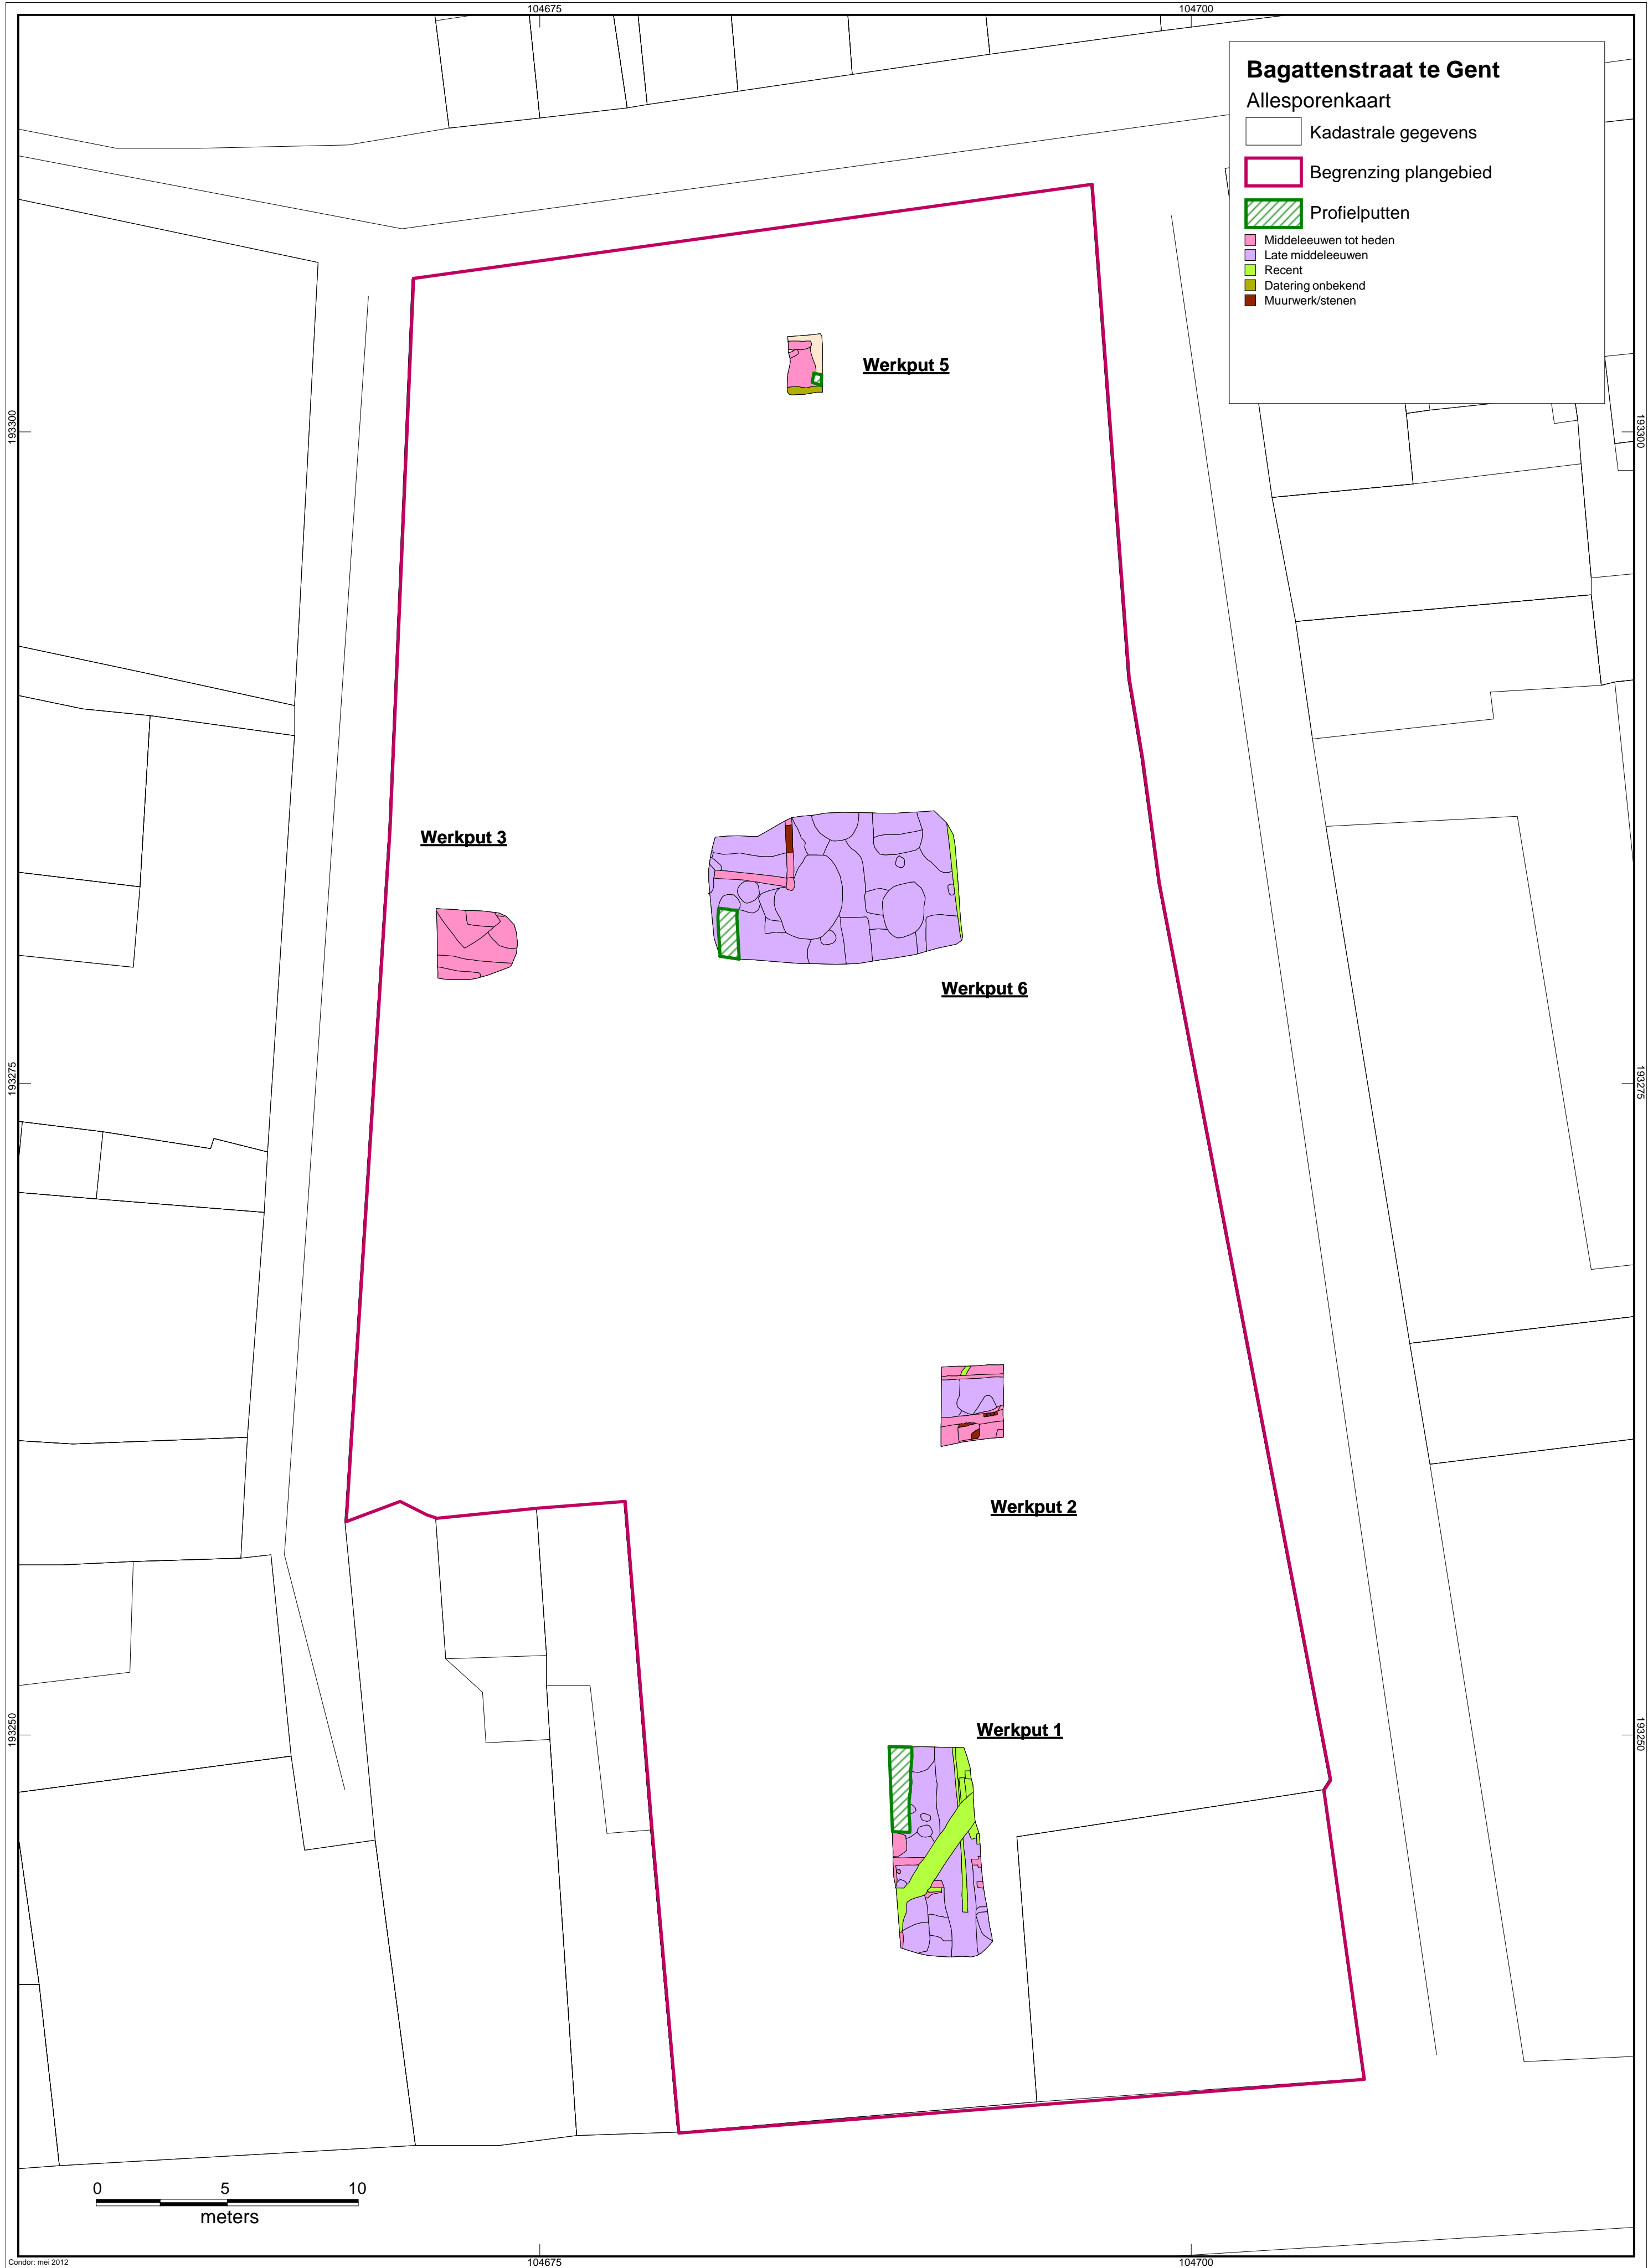 104675
104700
Bagattenstraat te Gent
Allesporenkaart
Kadastrale gegevens
Begrenzing plangebied
Profielputten
Middeleeuwen tot heden
Late middeleeuwen
Recent
Datering onbekend
Muurwerk/stenen
Werkput 5
193300
193300
Werkput 3
Werkput 6
193275
193275
Werkput 2
Werkput 1
193250
193250
0 5 10
meters
Condor: mei 2012
104675
104700